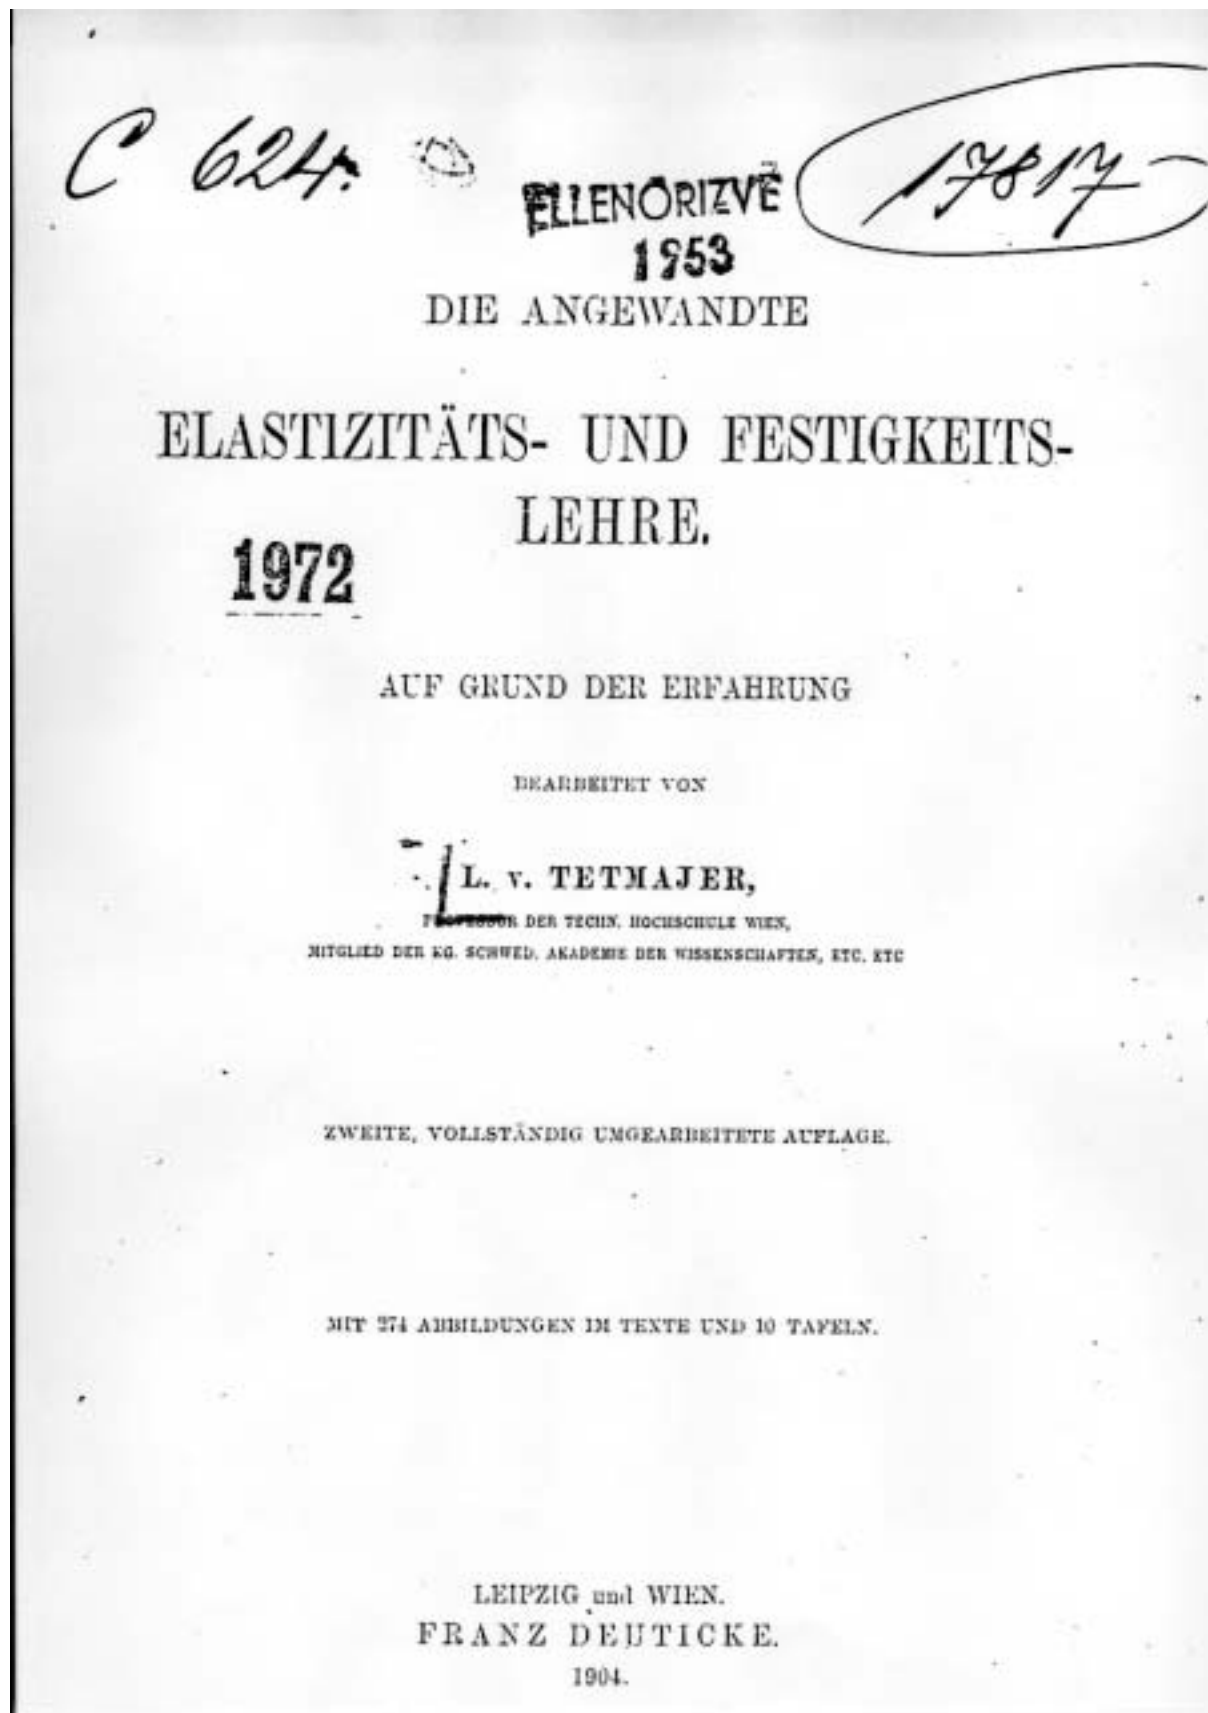 C 624.
17817
ELLENŐRIZVE
1953
DIE ANGEWANDTE
ELASTIZITÄTS- UND FESTIGKEITS-
LEHRE.
1972
AUF GRUND DER ERFAHRUNG
BEARBEITET VON
L. v. TETMAJER,
PROFESSOR DER TECHN. HOCHSCHULE WIEN,
MITGLIED DER KG. SCHWED. AKADEMIE DER WISSENSCHAFTEN, ETC. ETC
ZWEITE, VOLLSTÄNDIG UMGEARBEITETE AUFLAGE.
MIT 274 ABBILDUNGEN IM TEXTE UND 10 TAFELN.
LEIPZIG und WIEN.
FRANZ DEUTICKE.
1904.